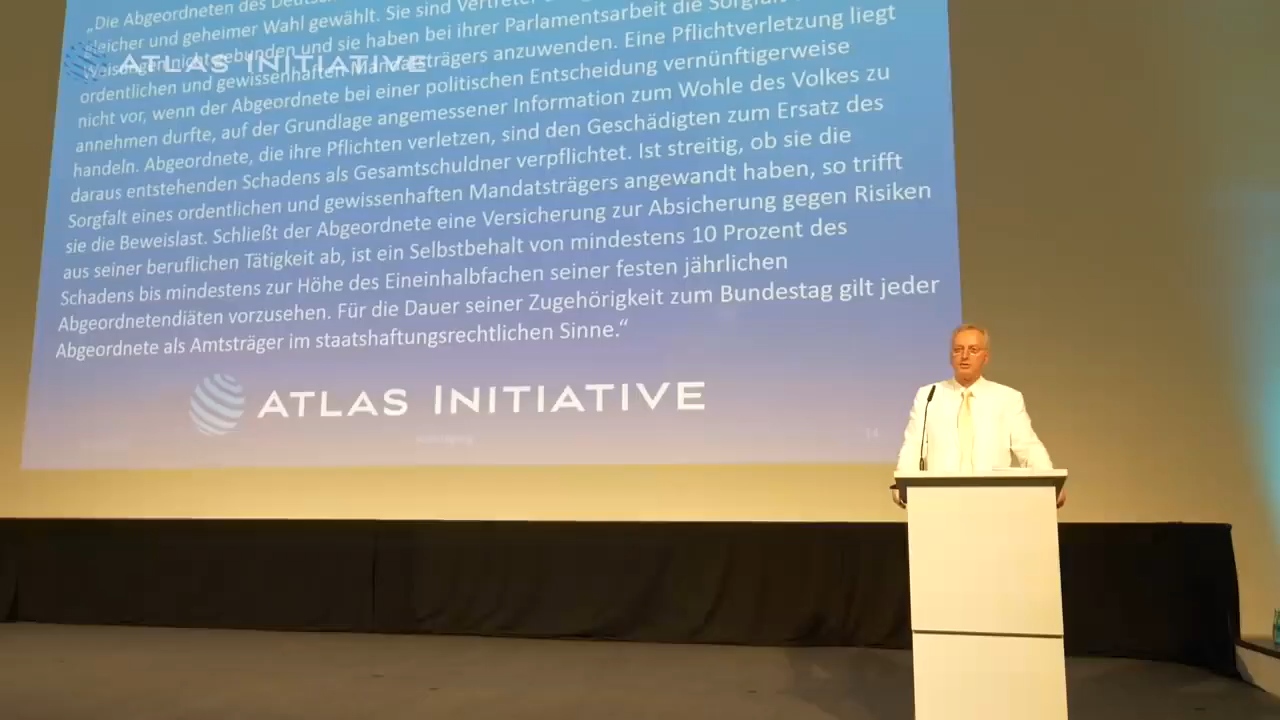 „Die Abgeordneten des
gleicher und geheimer Wahl gewählt. Sie sind Vertreter
nicht gebunden und sie haben bei ihrer Parlamentsarbeit die Sorgfalt
ATLAS INITIATIVE
ordentlichen und gewissenhaften Mandatsträgers anzuwenden. Eine Pflichtverletzung liegt
nicht vor, wenn der Abgeordnete bei einer politischen Entscheidung vernünftigerweise
annehmen durfte, auf der Grundlage angemessener Information zum Wohle des Volkes zu
handeln. Abgeordnete, die ihre Pflichten verletzen, sind den Geschädigten zum Ersatz des
daraus entstehenden Schadens als Gesamtschuldner verpflichtet. Ist streitig, ob sie die
Sorgfalt eines ordentlichen und gewissenhaften Mandatsträgers angewandt haben, so trifft
sie die Beweislast. Schließt der Abgeordnete eine Versicherung zur Absicherung gegen Risiken
aus seiner beruflichen Tätigkeit ab, ist ein Selbstbehalt von mindestens 10 Prozent des
Schadens bis mindestens zur Höhe des Eineinhalbfachen seiner festen jährlichen
Abgeordnetendiäten vorzusehen. Für die Dauer seiner Zugehörigkeit zum Bundestag gilt jeder
Abgeordnete als Amtsträger im staatshaftungsrechtlichen Sinne.“
ATLAS INITIATIVE